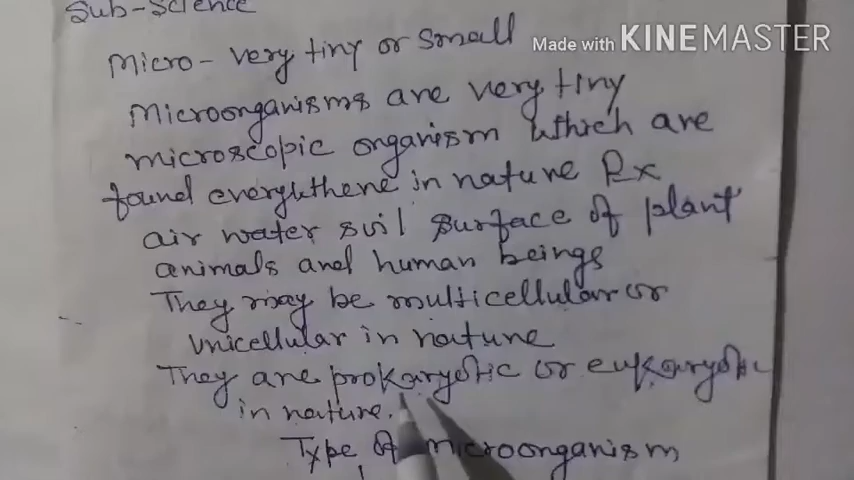 Sub-Science
Made with KINEMASTER
Micro - very tiny or small
Microorganisms are very tiny
microscopic organism which are
found everywhere in nature Ex
air water soil surface of plant
animals and human beings
They may be multicellular or
Unicellular in nature
They are prokaryotic or eukaryotic
in nature.
Type of microorganism